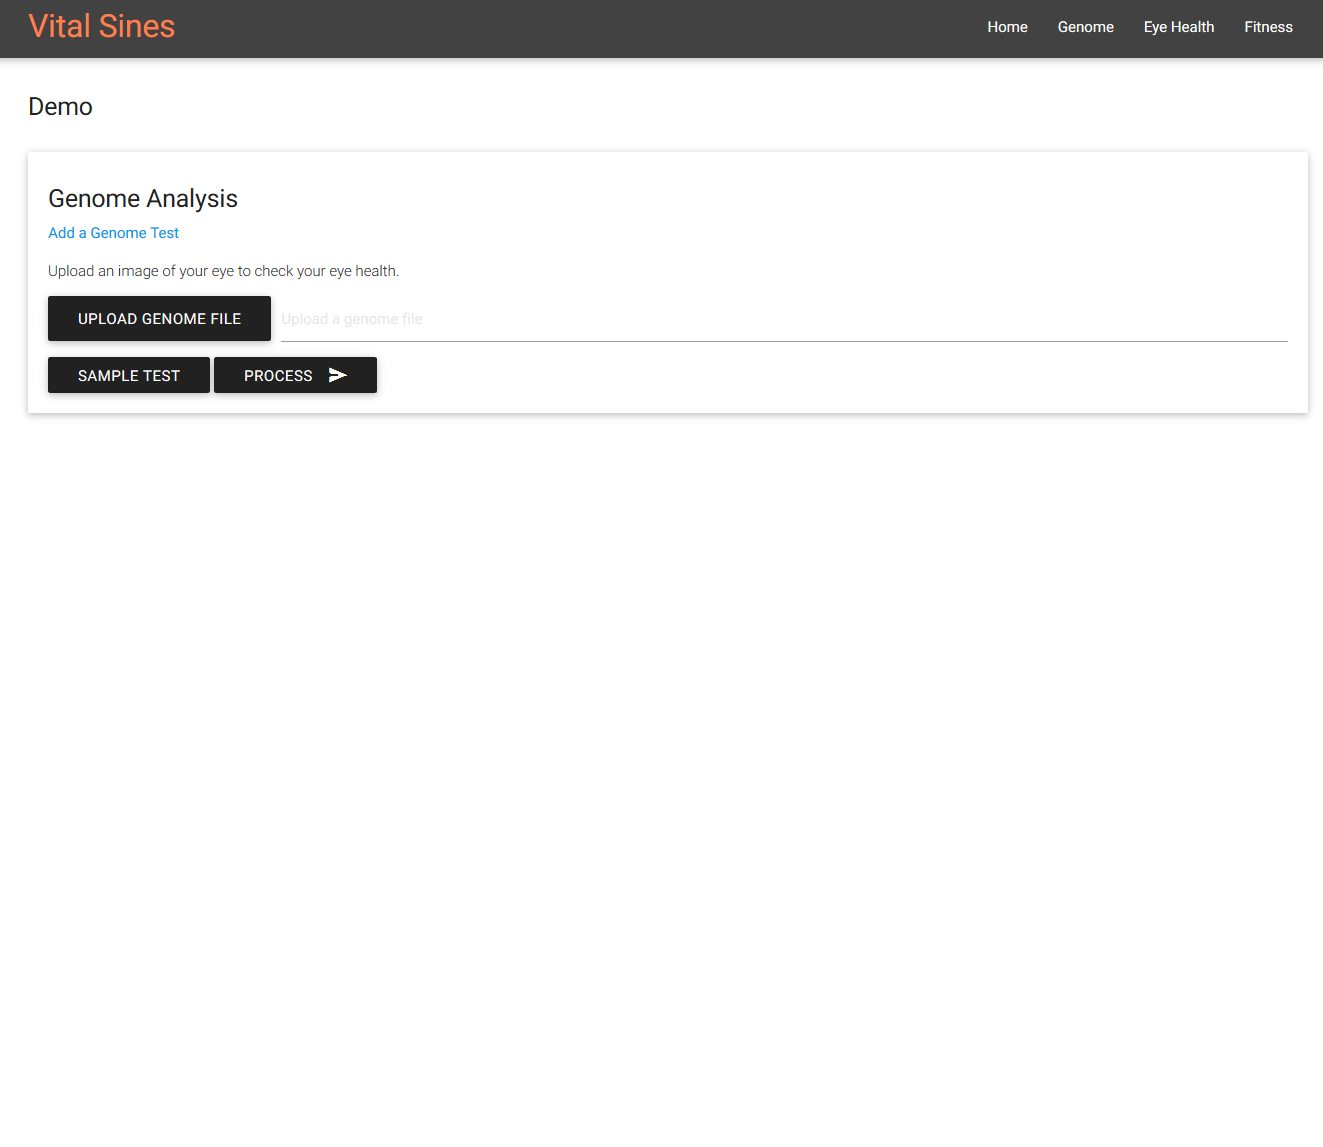 Vital Sines
Home Genome Eye Health Fitness
Demo
Genome Analysis
Add a Genome Test
Upload an image of your eye to check your eye health.
UPLOAD GENOME FILE Upload a genome file
SAMPLE TEST PROCESS